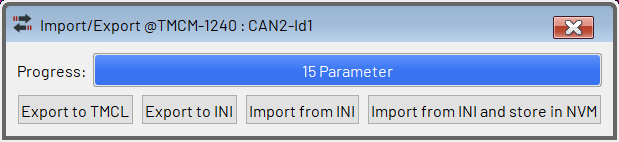 Import/Export @TMCM-1240 : CAN2-Id1
Progress: 15 Parameter
Export to TMCL Export to INI Import from INI Import from INI and store in NVM